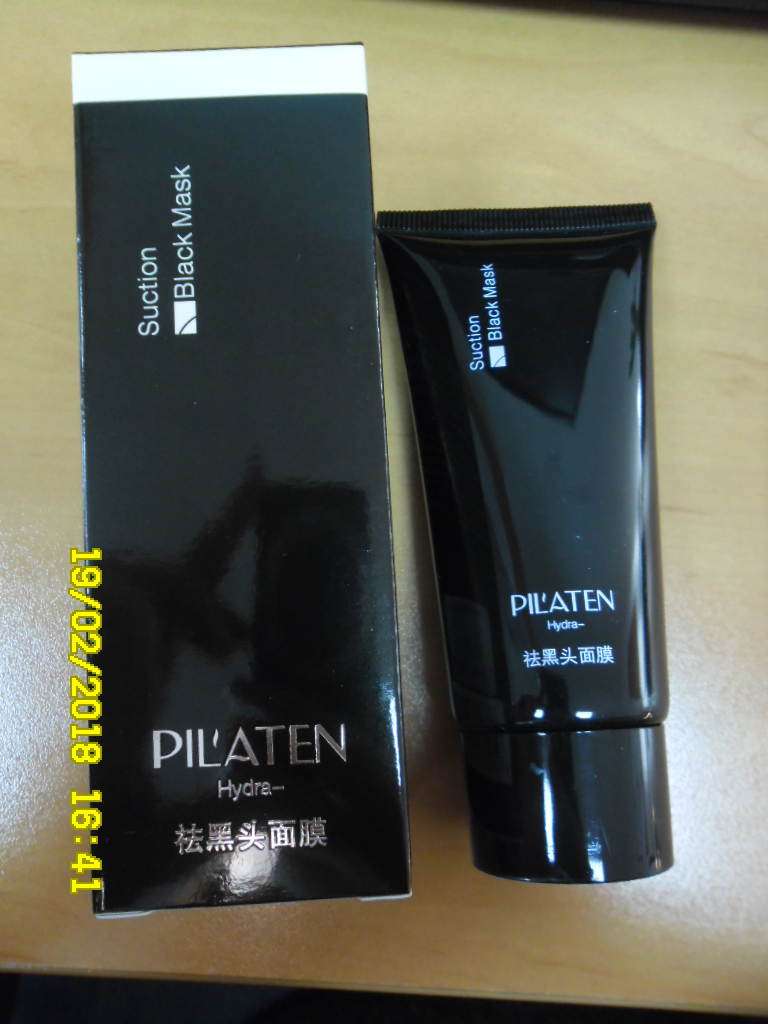 Suction
Black Mask
PIL'ATEN
Hydra-
祛黑头面膜
Suction
Black Mask
PIL'ATEN
Hydra-
祛黑头面膜
19/02/2018 16:41